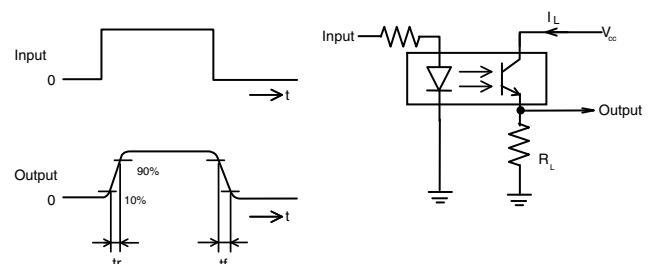 Input
0
t
Output
0
90%
10%
t
tr
tf
Input
I L
Vcc
Output
R L